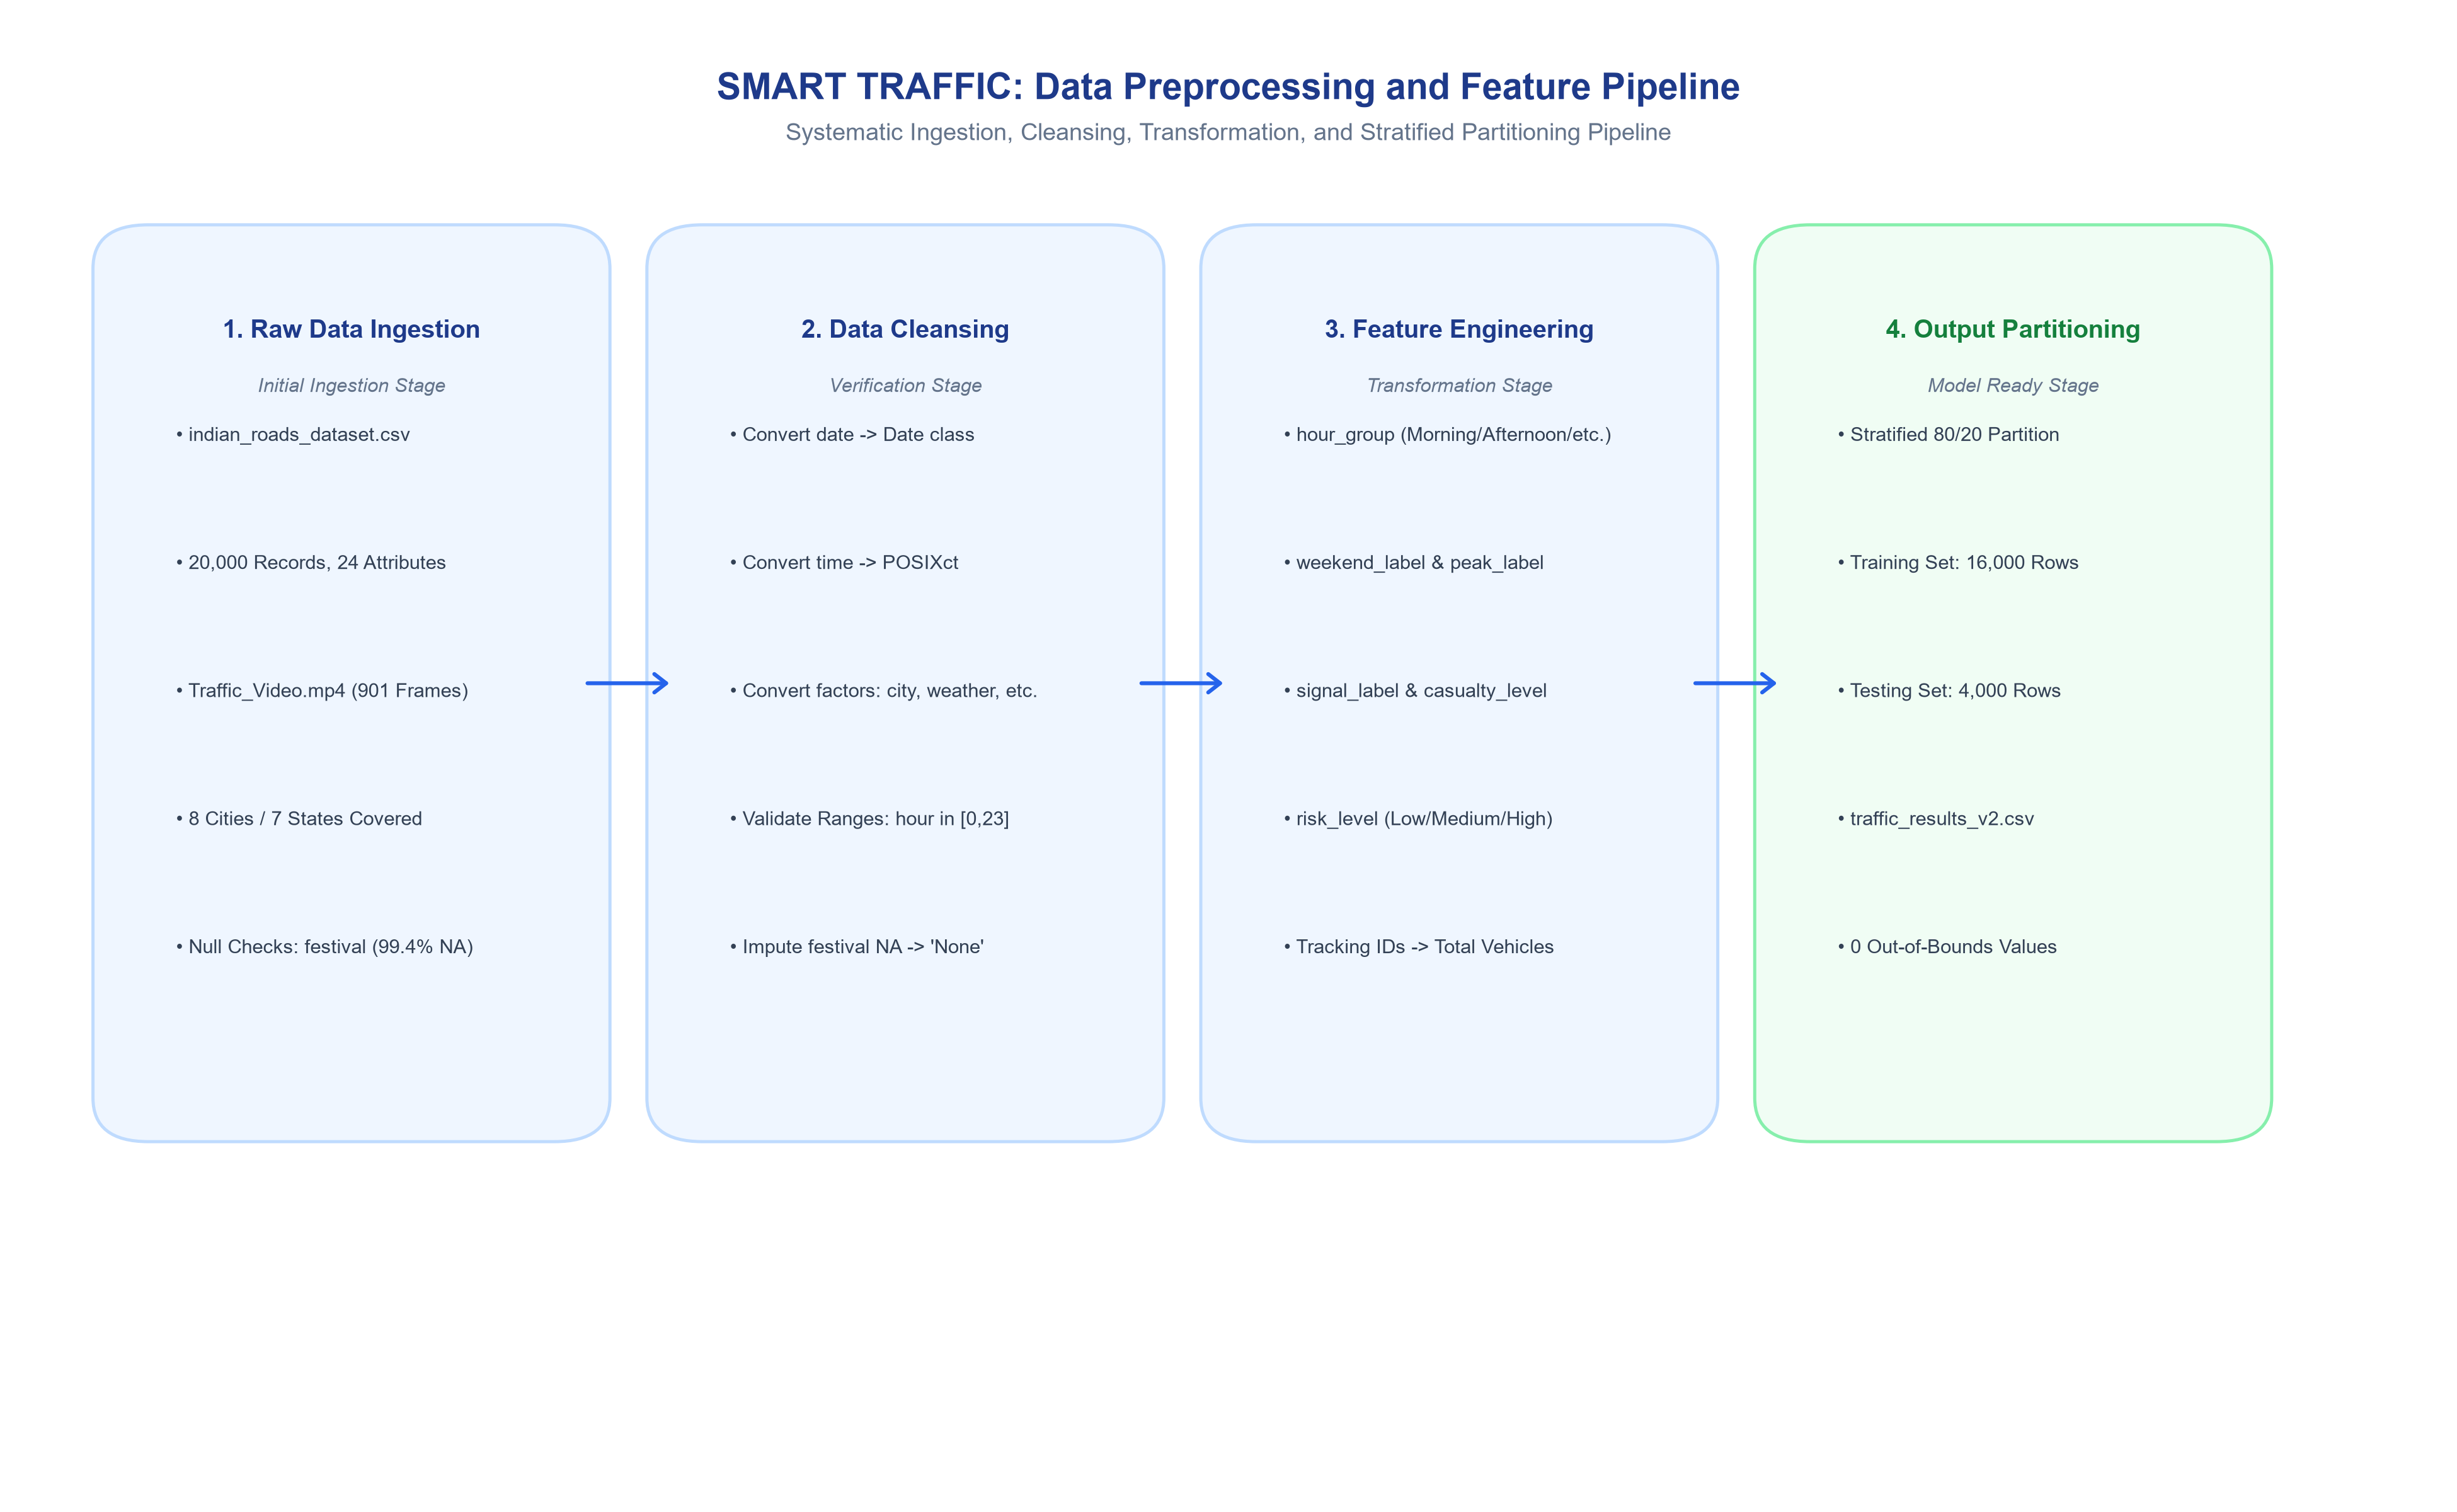 SMART TRAFFIC: Data Preprocessing and Feature Pipeline
Systematic Ingestion, Cleansing, Transformation, and Stratified Partitioning Pipeline
1. Raw Data Ingestion
Initial Ingestion Stage
• indian_roads_dataset.csv
• 20,000 Records, 24 Attributes
• Traffic_Video.mp4 (901 Frames)
• 8 Cities / 7 States Covered
• Null Checks: festival (99.4% NA)
2. Data Cleansing
Verification Stage
• Convert date -> Date class
• Convert time -> POSIXct
• Convert factors: city, weather, etc.
• Validate Ranges: hour in [0,23]
• Impute festival NA -> 'None'
3. Feature Engineering
Transformation Stage
• hour_group (Morning/Afternoon/etc.)
• weekend_label & peak_label
• signal_label & casualty_level
• risk_level (Low/Medium/High)
• Tracking IDs -> Total Vehicles
4. Output Partitioning
Model Ready Stage
• Stratified 80/20 Partition
• Training Set: 16,000 Rows
• Testing Set: 4,000 Rows
• traffic_results_v2.csv
• 0 Out-of-Bounds Values